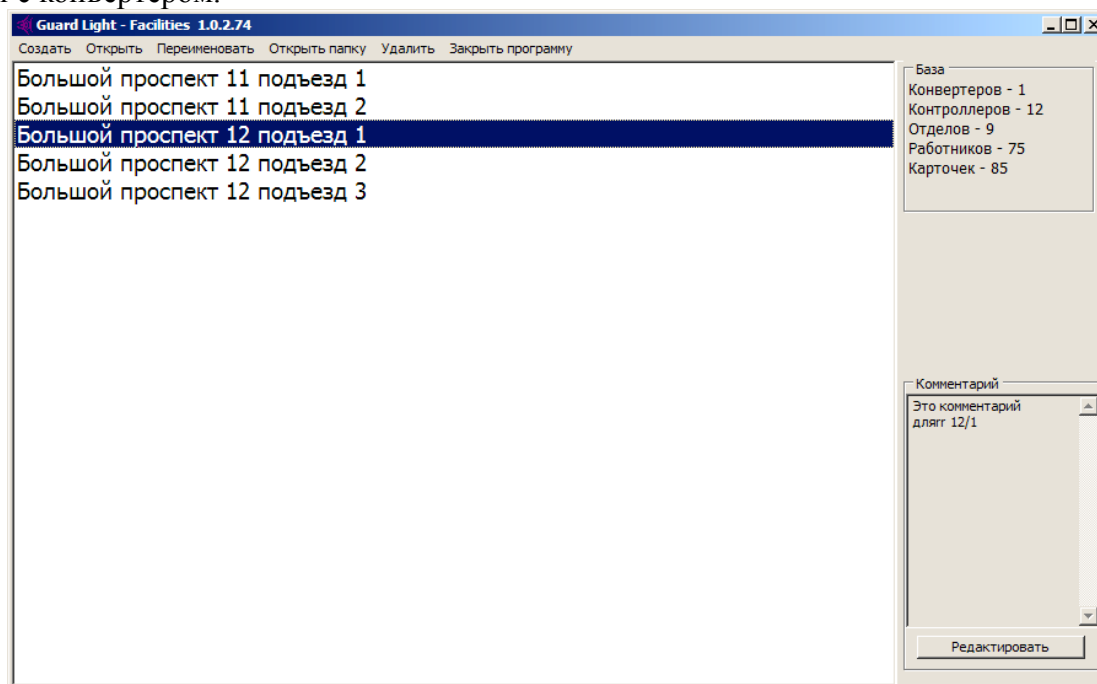 с конвертером.
Guard Light - Facilities 1.0.2.74
Создать Открыть Переименовать Открыть папку Удалить Закрыть программу
Большой проспект 11 подъезд 1
Большой проспект 11 подъезд 2
Большой проспект 12 подъезд 1
Большой проспект 12 подъезд 2
Большой проспект 12 подъезд 3
База
Конвертеров - 1
Контроллеров - 12
Отделов - 9
Работников - 75
Карточек - 85
Комментарий
Это комментарий
дляrr 12/1
Редактировать